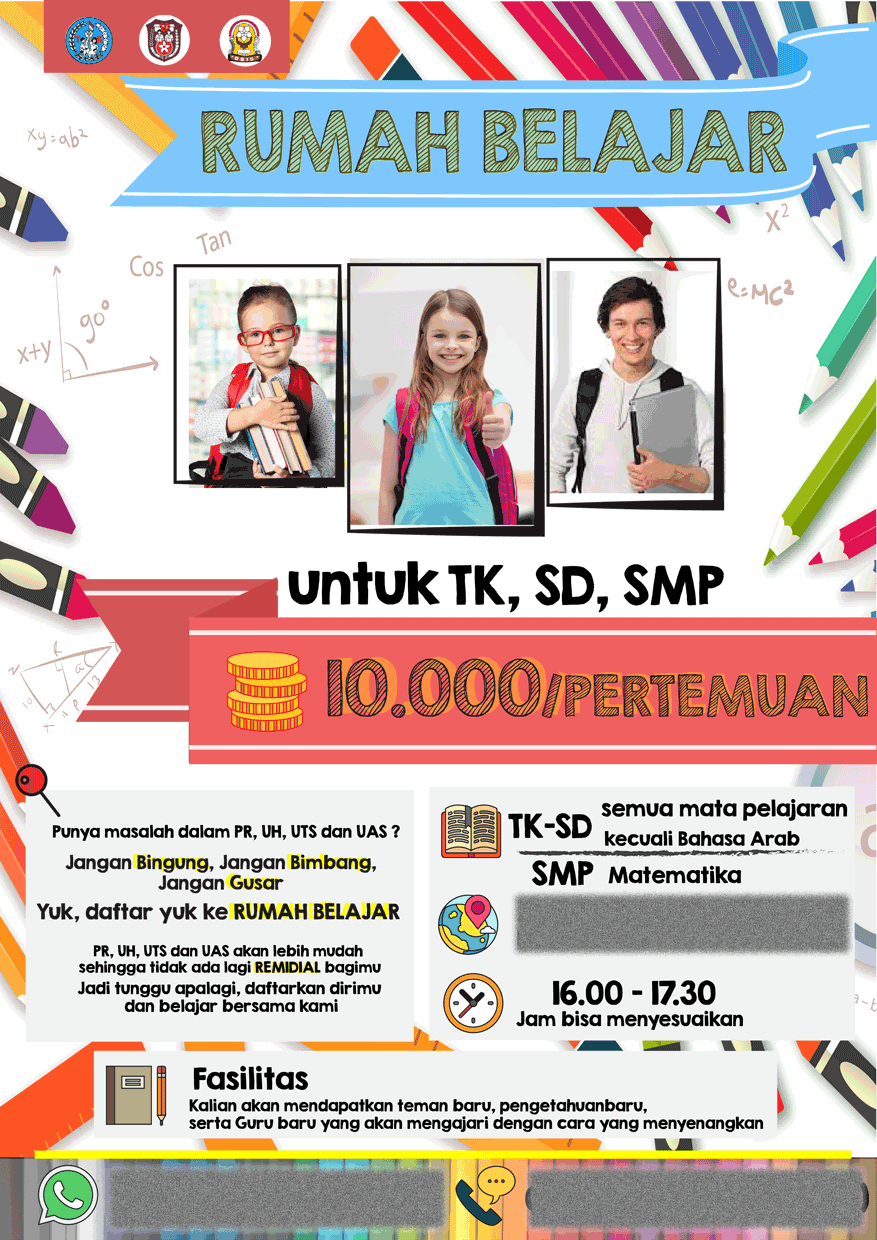 RUMAH BELAJAR
xy=ab²
Tan
Cos
x²
90°
e=mc²
x+y
untuk TK, SD, SMP
10.000/PERTEMUAN
Punya masalah dalam PR, UH, UTS dan UAS ?
Jangan Bingung, Jangan Bimbang,
Jangan Gusar
Yuk, daftar yuk ke RUMAH BELAJAR
PR, UH, UTS dan UAS akan lebih mudah
sehingga tidak ada lagi REMIDIAL bagimu
Jadi tunggu apalagi, daftarkan dirimu
dan belajar bersama kami
TK-SD semua mata pelajaran
kecuali Bahasa Arab
SMP Matematika
16.00 - 17.30
Jam bisa menyesuaikan
Fasilitas
Kalian akan mendapatkan teman baru, pengetahuanbaru,
serta Guru baru yang akan mengajari dengan cara yang menyenangkan